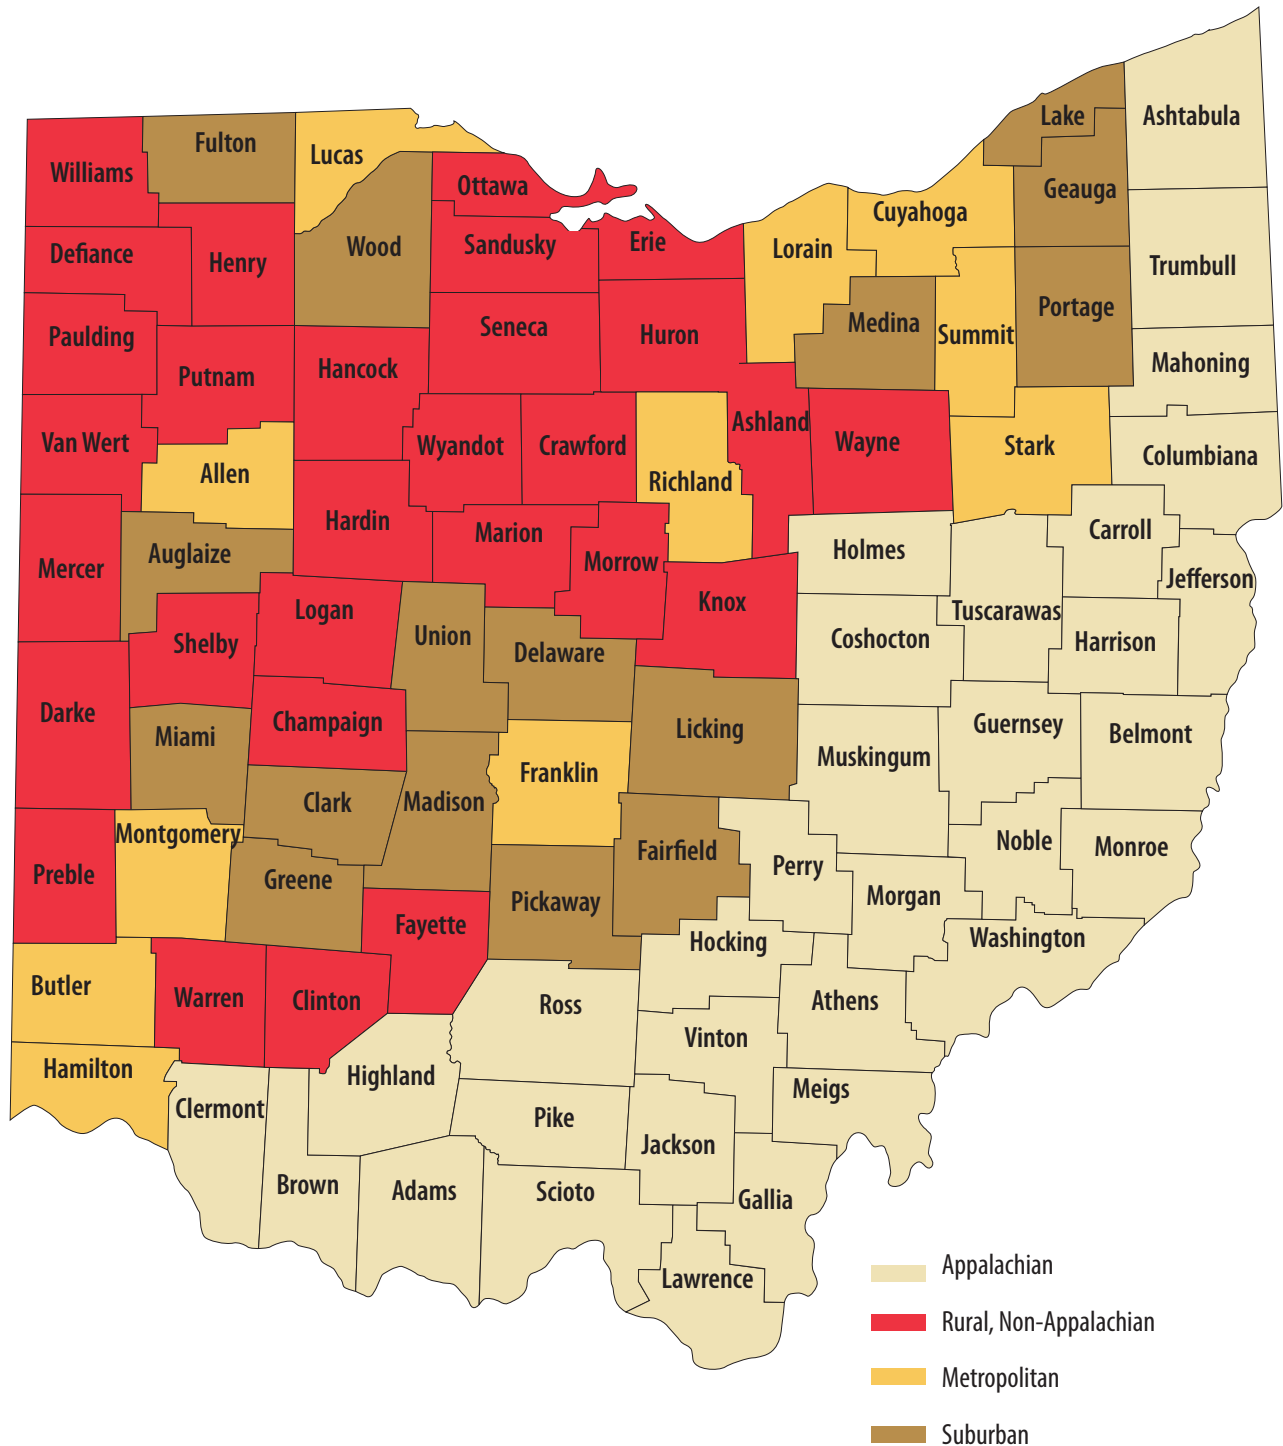 Lake
Ashtabula
Fulton
Lucas
Williams
Ottawa
Geauga
Cuyahoga
Wood
Sandusky
Erie
Lorain
Defiance
Henry
Trumbull
Portage
Medina
Seneca
Huron
Summit
Paulding
Mahoning
Hancock
Putnam
Ashland
Van Wert
Wyandot
Crawford
Wayne
Stark
Columbiana
Allen
Richland
Hardin
Marion
Carroll
Auglaize
Holmes
Mercer
Morrow
Jefferson
Logan
Knox
Tuscarawas
Union
Coshocton
Harrison
Shelby
Delaware
Darke
Champaign
Guernsey
Belmont
Miami
Licking
Muskingum
Franklin
Clark
Madison
Montgomery
Noble
Monroe
Fairfield
Perry
Preble
Greene
Pickaway
Morgan
Fayette
Hocking
Washington
Butler
Warren
Clinton
Ross
Athens
Vinton
Hamilton
Highland
Meigs
Clermont
Pike
Jackson
Brown
Adams
Scioto
Gallia
Lawrence
Appalachian
Rural, Non-Appalachian
Metropolitan
Suburban